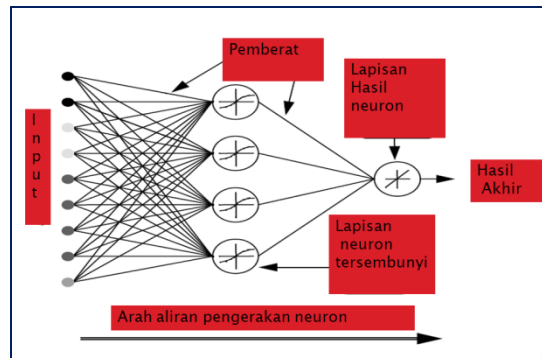 Pemberat
Lapisan
Hasil
neuron
I
n
p
u
t
Hasil
Akhir
Lapisan
neuron
tersembunyi
Arah aliran pengerakan neuron